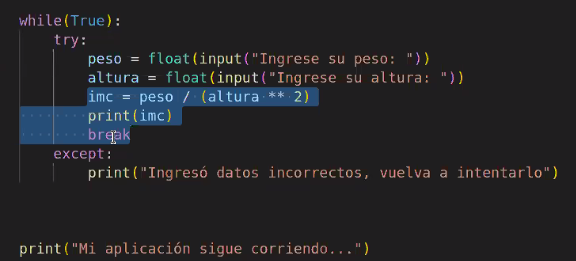 while(True):
try:
peso = float(input("Ingrese su peso: "))
altura = float(input("Ingrese su altura: "))
imc = peso / (altura ** 2)
print(imc)
break
except:
print("Ingresó datos incorrectos, vuelva a intentarlo")
print("Mi aplicación sigue corriendo...")